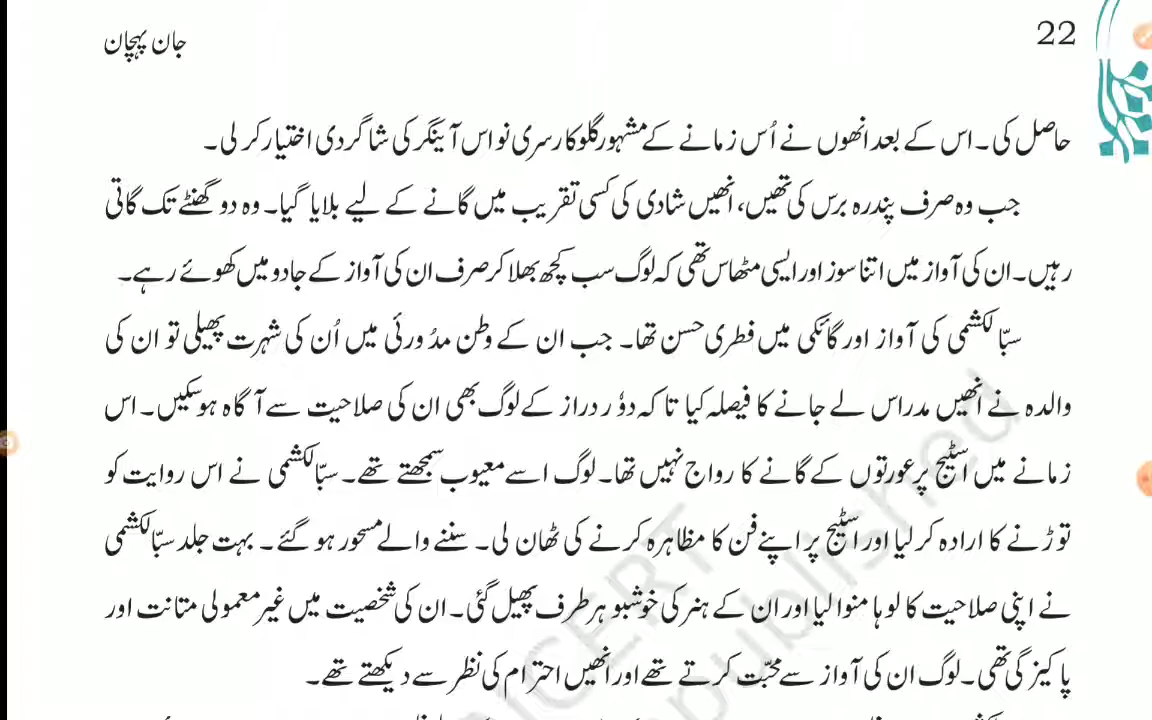 22
جان پہچان
حاصل کی۔ اس کے بعد انھوں نے اُس زمانے کے مشہور گلوکار سری نواس آینگر کی شاگردی اختیار کر لی۔
جب وہ صرف پندرہ برس کی تھیں، انھیں شادی کی کسی تقریب میں گانے کے لیے بلایا گیا۔ وہ دو گھنٹے تک گاتی
رہیں۔ ان کی آواز میں اتنا سوز اور ایسی مٹھاس تھی کہ لوگ سب کچھ بھلا کر صرف ان کی آواز کے جادو میں کھوئے رہے۔
سبّا لکشمی کی آواز اور گائکی میں فطری حسن تھا۔ جب ان کے وطن مدُورئی میں اُن کی شہرت پھیلی تو ان کی
والدہ نے انھیں مدراس لے جانے کا فیصلہ کیا تاکہ دوٗر دراز کے لوگ بھی ان کی صلاحیت سے آگاہ ہوسکیں۔ اس
زمانے میں اسٹیج پر عورتوں کے گانے کا رواج نہیں تھا۔ لوگ اسے معیوب سمجھتے تھے۔ سبّا لکشمی نے اس روایت کو
توڑنے کا ارادہ کر لیا اور اسٹیج پر اپنے فن کا مظاہرہ کرنے کی ٹھان لی۔ سننے والے مسحور ہو گئے۔ بہت جلد سبّا لکشمی
نے اپنی صلاحیت کا لوہا منوا لیا اور ان کے ہنر کی خوشبو ہر طرف پھیل گئی۔ ان کی شخصیت میں غیر معمولی متانت اور
پاکیزگی تھی۔ لوگ ان کی آواز سے محبّت کرتے تھے اور انھیں احترام کی نظر سے دیکھتے تھے۔
NCERT
published